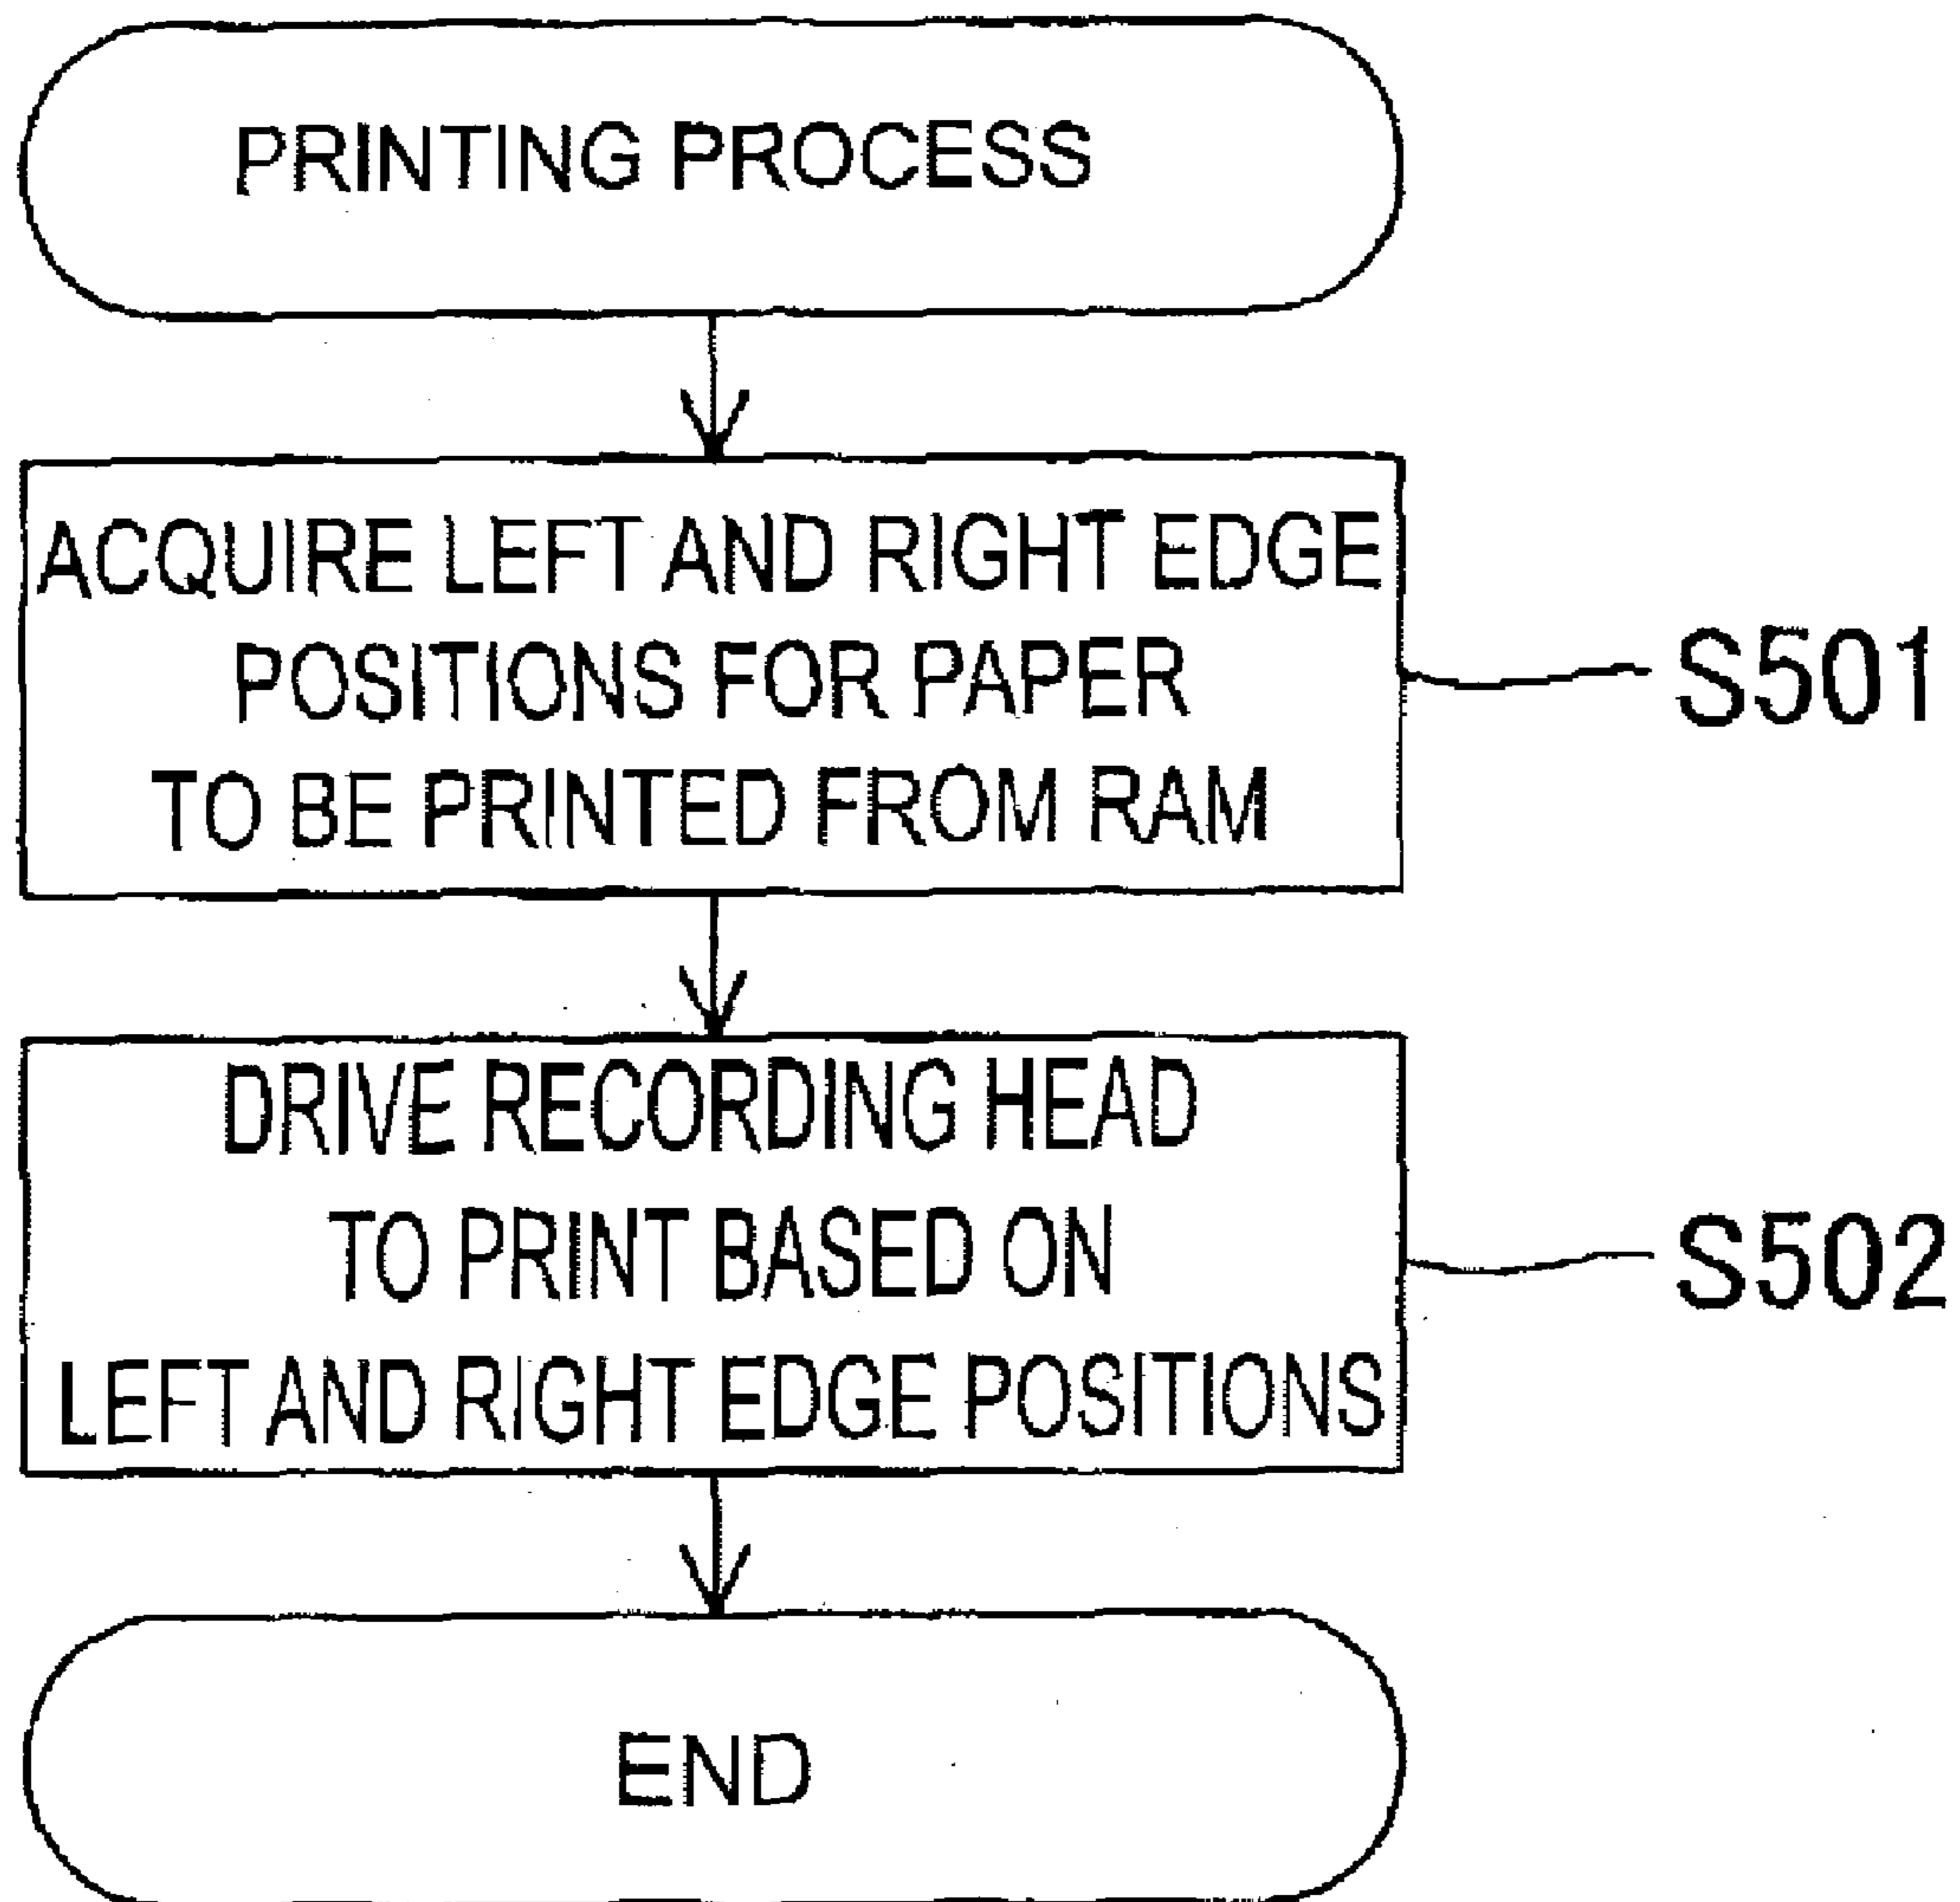 PRINTING PROCESS
ACQUIRE LEFT AND RIGHT EDGE
POSITIONS FOR PAPER
TO BE PRINTED FROM RAM
S501
DRIVE RECORDING HEAD
TO PRINT BASED ON
LEFT AND RIGHT EDGE POSITIONS
S502
END